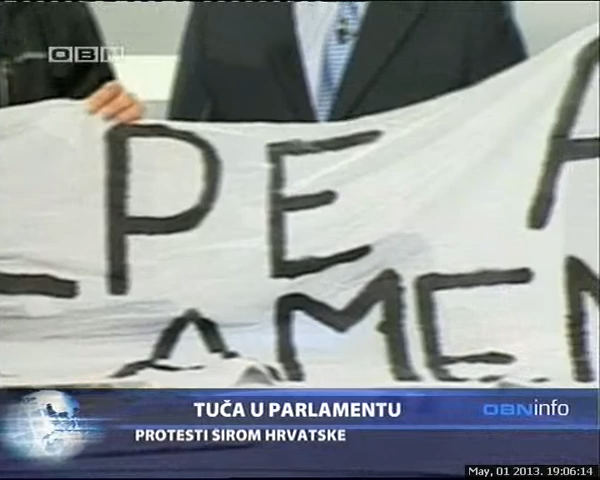 OBN
PE A
AMEN
TUČA U PARLAMENTU
OBNinfo
PROTESTI ŠIROM HRVATSKE
May, 01 2013. 19:06:14